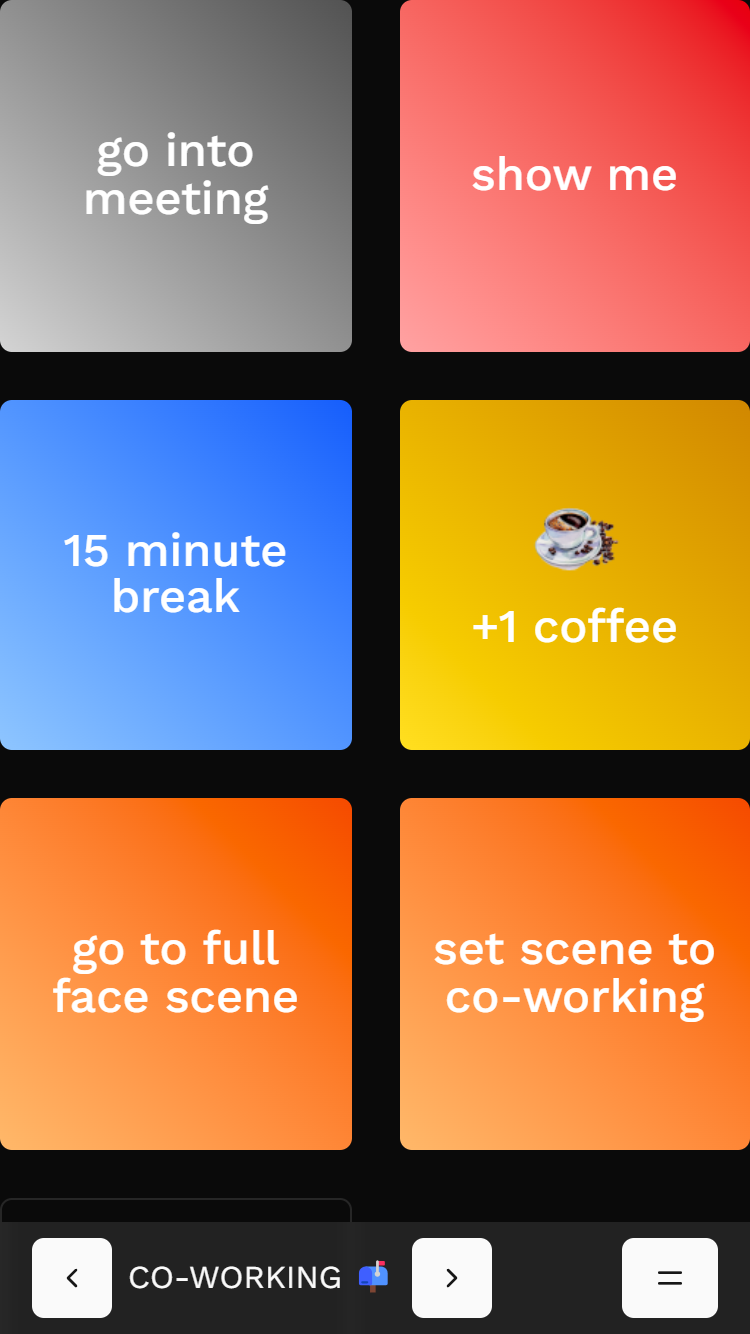 go into
meeting
show me
15 minute
break
+1 coffee
go to full
face scene
set scene to
co-working
CO-WORKING